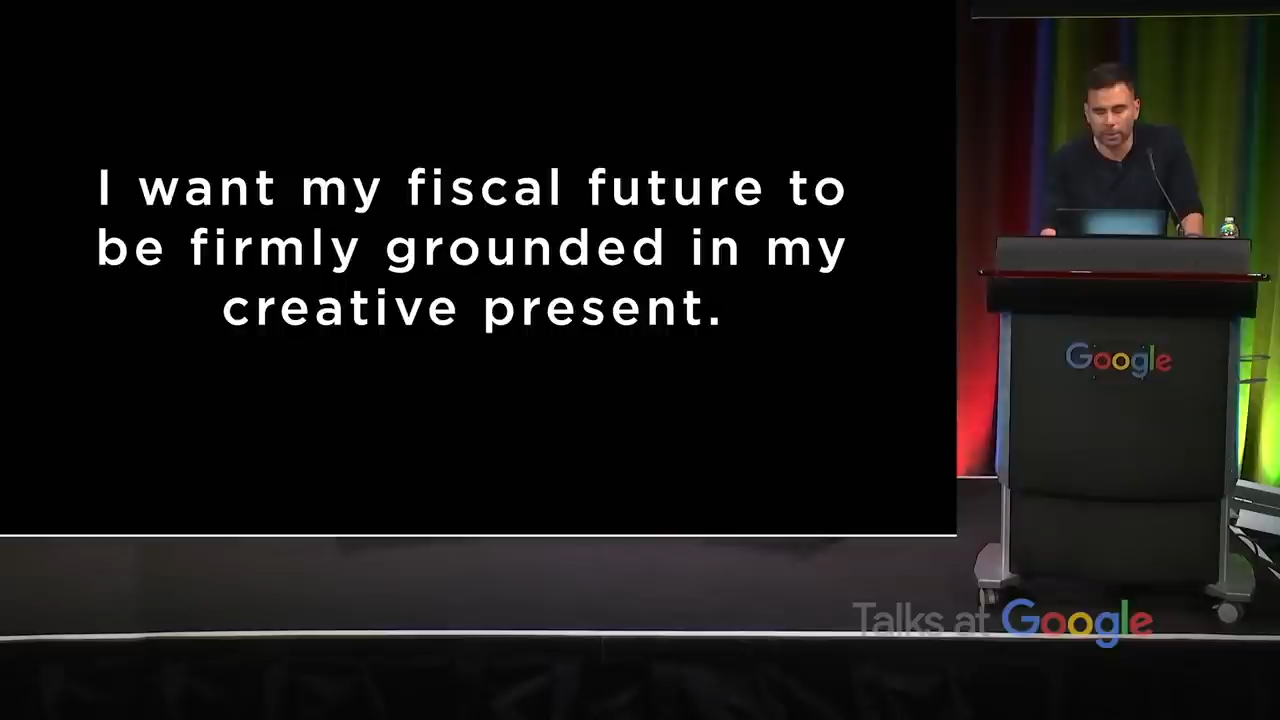 I want my fiscal future to
be firmly grounded in my
creative present.
Google
Talks at Google